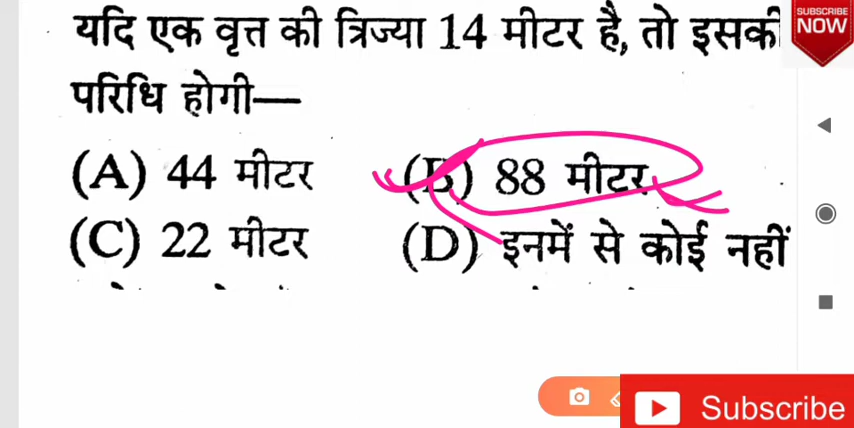 यदि एक वृत्त की त्रिज्या 14 मीटर है, तो इसकी
परिधि होगी—
(A) 44 मीटर (B) 88 मीटर
(C) 22 मीटर (D) इनमें से कोई नहीं
SUBSCRIBE
NOW
Subscribe